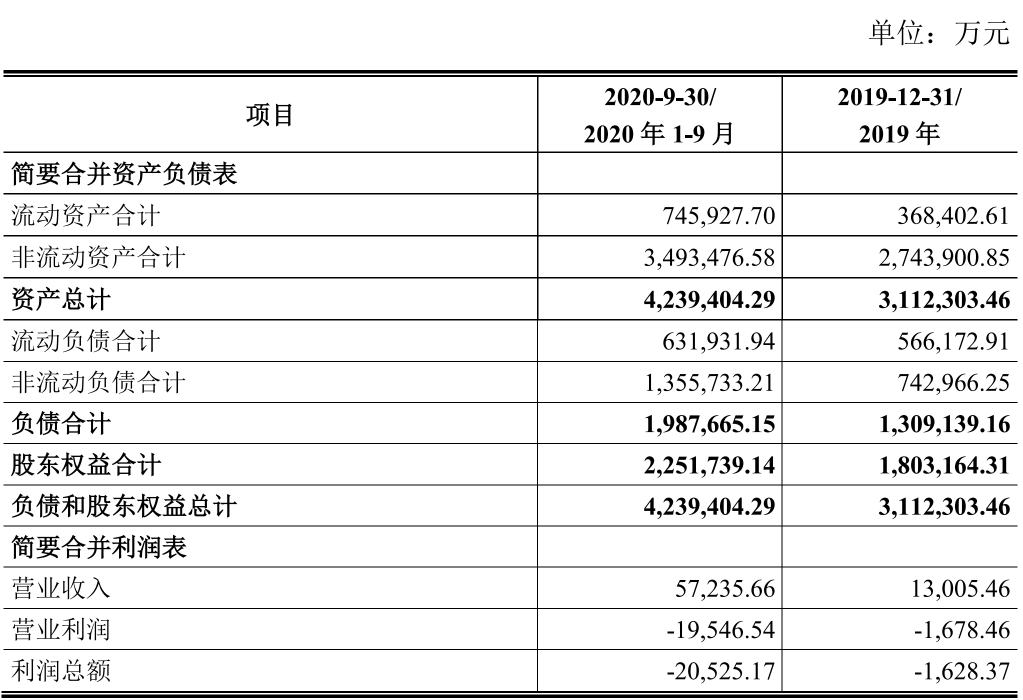 单位：万元
项目 2020-9-30/ 2019-12-31/
2020 年 1-9 月 2019 年
简要合并资产负债表
流动资产合计 745,927.70 368,402.61
非流动资产合计 3,493,476.58 2,743,900.85
资产总计 4,239,404.29 3,112,303.46
流动负债合计 631,931.94 566,172.91
非流动负债合计 1,355,733.21 742,966.25
负债合计 1,987,665.15 1,309,139.16
股东权益合计 2,251,739.14 1,803,164.31
负债和股东权益总计 4,239,404.29 3,112,303.46
简要合并利润表
营业收入 57,235.66 13,005.46
营业利润 -19,546.54 -1,678.46
利润总额 -20,525.17 -1,628.37